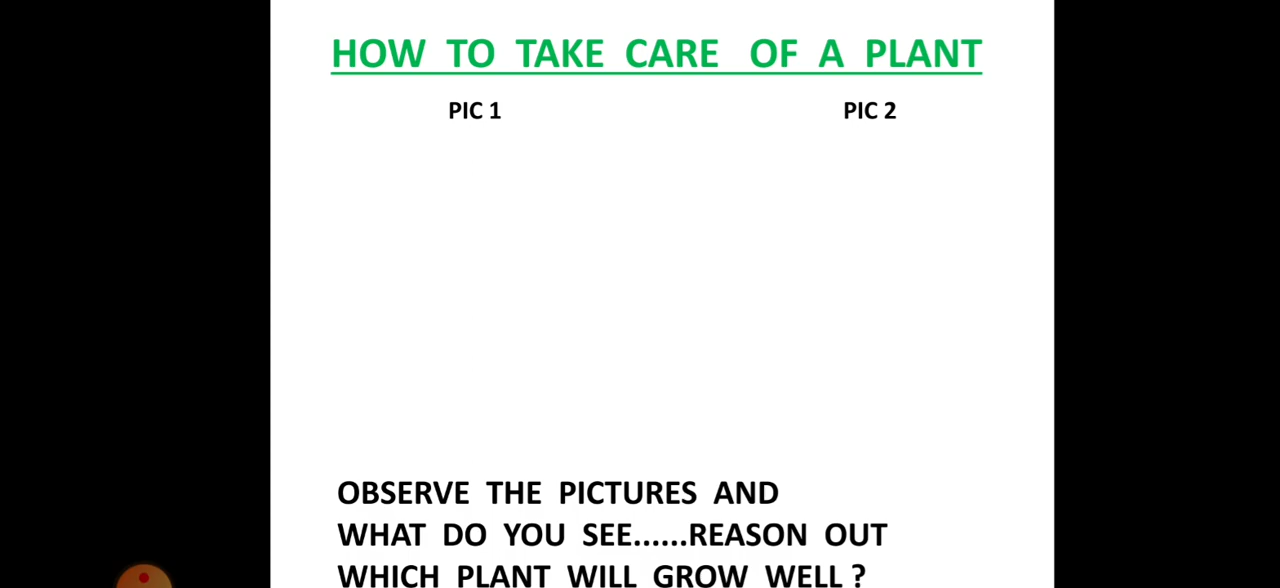 HOW TO TAKE CARE OF A PLANT
PIC 1 PIC 2
OBSERVE THE PICTURES AND
WHAT DO YOU SEE......REASON OUT
WHICH PLANT WILL GROW WELL ?